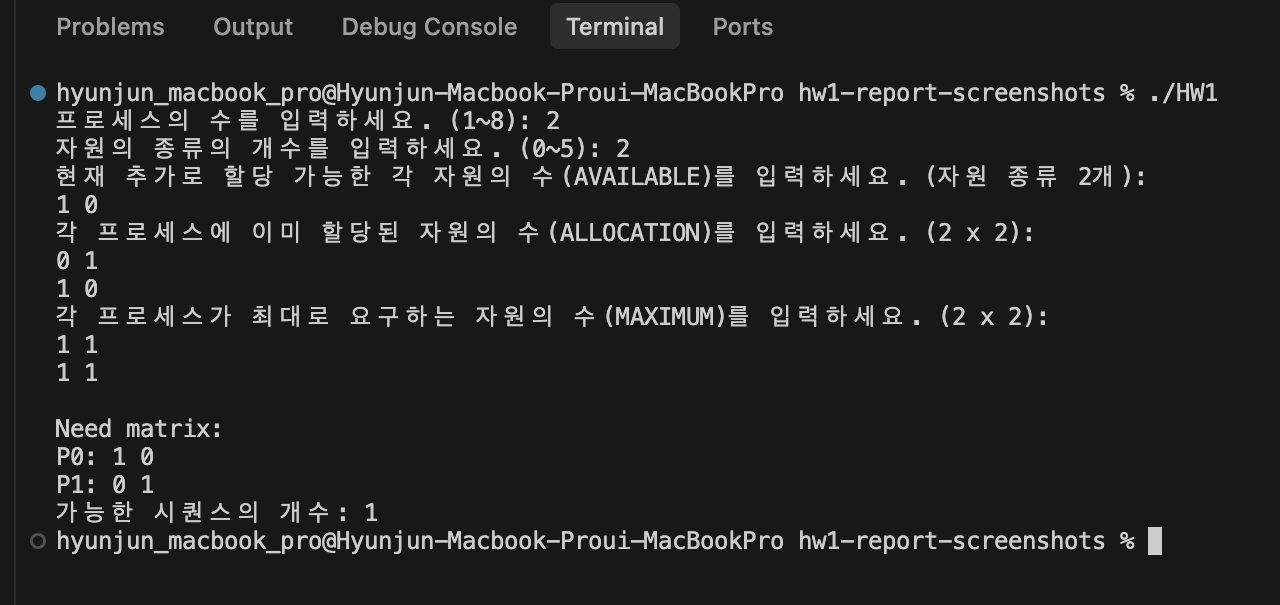 Problems Output Debug Console Terminal Ports
hyunjun_macbook_pro@Hyunjun-Macbook-Proui-MacBookPro hw1-report-screenshots % ./HW1
프로세스의 수를 입력하세요. (1~8): 2
자원의 종류의 개수를 입력하세요. (0~5): 2
현재 추가로 할당 가능한 각 자원의 수(AVAILABLE)를 입력하세요. (자원 종류 2개):
1 0
각 프로세스에 이미 할당된 자원의 수(ALLOCATION)를 입력하세요. (2 x 2):
0 1
1 0
각 프로세스가 최대로 요구하는 자원의 수(MAXIMUM)를 입력하세요. (2 x 2):
1 1
1 1
Need matrix:
P0: 1 0
P1: 0 1
가능한 시퀀스의 개수: 1
hyunjun_macbook_pro@Hyunjun-Macbook-Proui-MacBookPro hw1-report-screenshots %